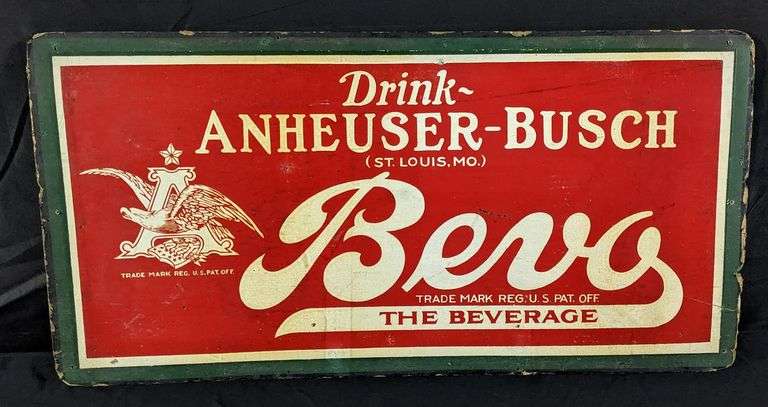 Drink~
ANHEUSER-BUSCH
(ST. LOUIS, MO.)
A
Bevo
TRADE MARK REG. U.S. PAT. OFF.
TRADE MARK REG. U.S. PAT. OFF
THE BEVERAGE